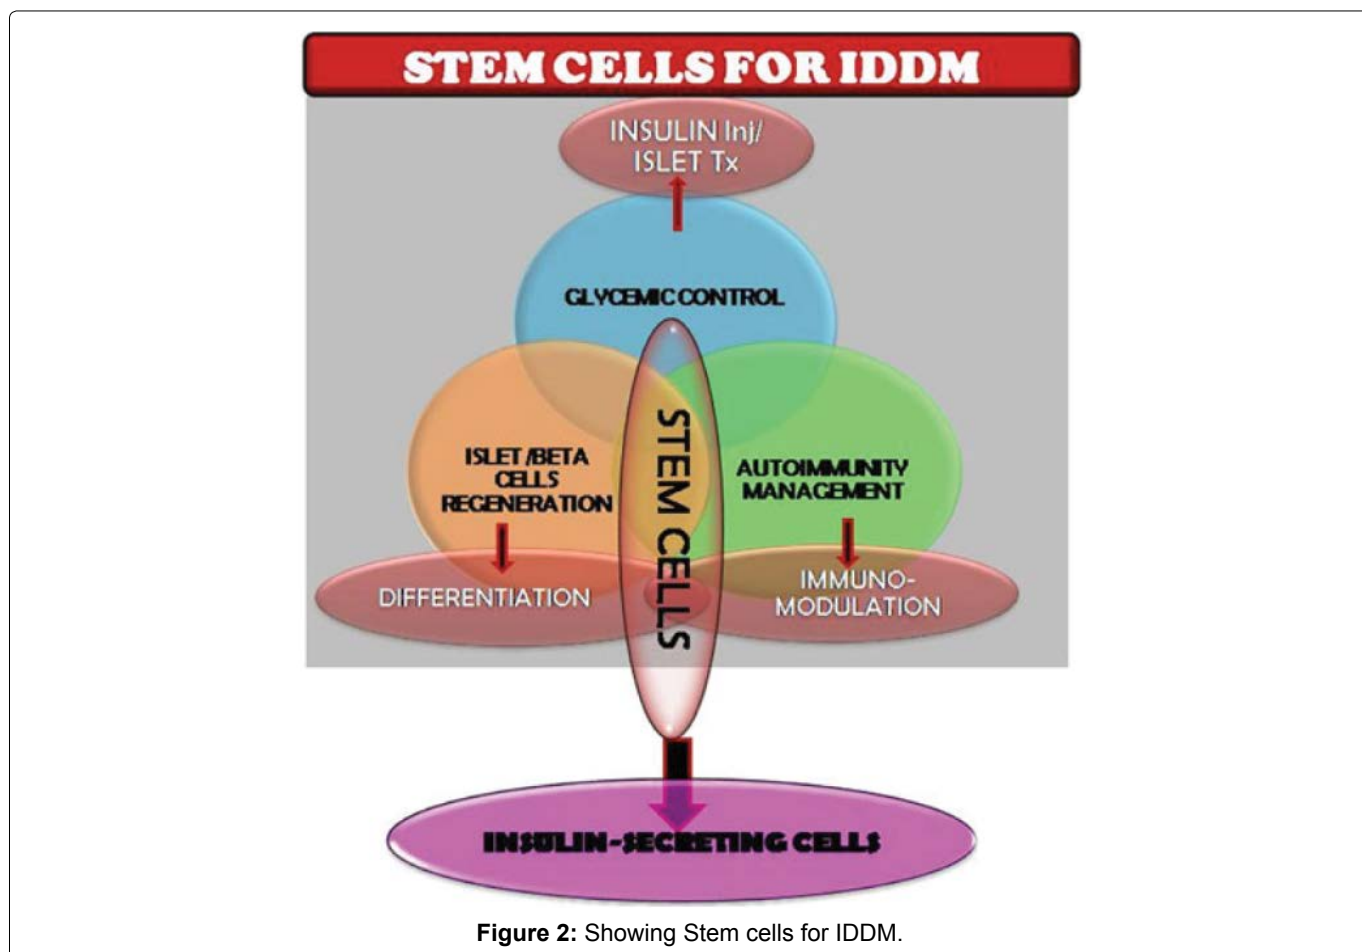 STEM CELLS FOR IDDM
INSULIN Inj/
ISLET Tx
GLYCEMIC CONTROL
ISLET /BETA
CELLS
REGENERATION
STEM CELLS
AUTOIMMUNITY
MANAGEMENT
DIFFERENTIATION
IMMUNO-
MODULATION
INSULIN-SECRETING CELLS
Figure 2: Showing Stem cells for IDDM.